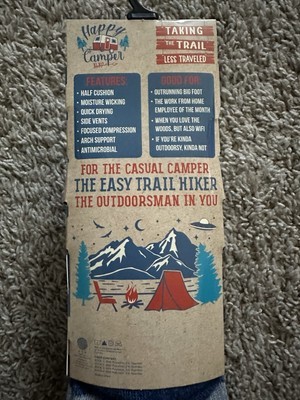 Happy
Camper
TAKING
THE TRAIL
LESS TRAVELED
FEATURES:
• HALF CUSHION
• MOISTURE WICKING
• QUICK DRYING
• SIDE VENTS
• FOCUSED COMPRESSION
• ARCH SUPPORT
• ANTIMICROBIAL
GOOD FOR:
• OUTRUNNING BIG FOOT
• THE WORK FROM HOME
EMPLOYEE OF THE MONTH
• WHEN YOU LOVE THE
WOODS, BUT ALSO WIFI
• IF YOU'RE KINDA
OUTDOORSY, KINDA NOT
FOR THE CASUAL CAMPER
THE EASY TRAIL HIKER
THE OUTDOORSMAN IN YOU